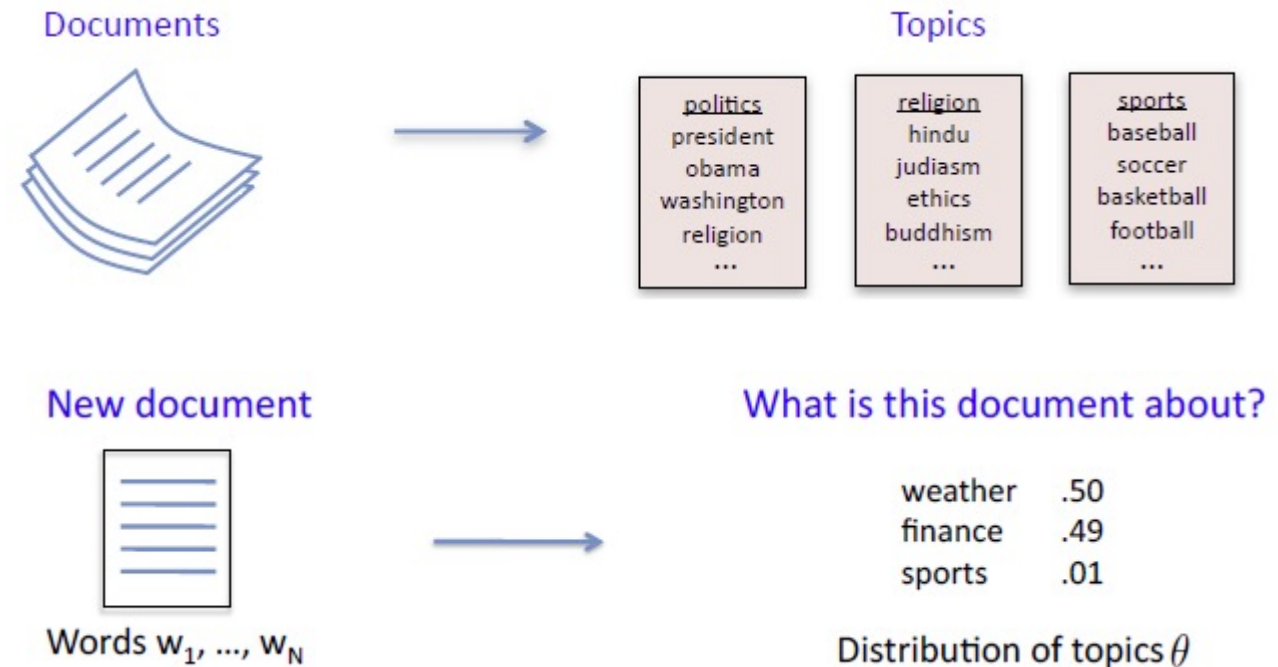 Documents
Topics
politics
president
obama
washington
religion
...
religion
hindu
judiasm
ethics
buddhism
...
sports
baseball
soccer
basketball
football
...
New document
What is this document about?
weather .50
finance .49
sports .01
Words w₁, ..., w_N
Distribution of topics θ